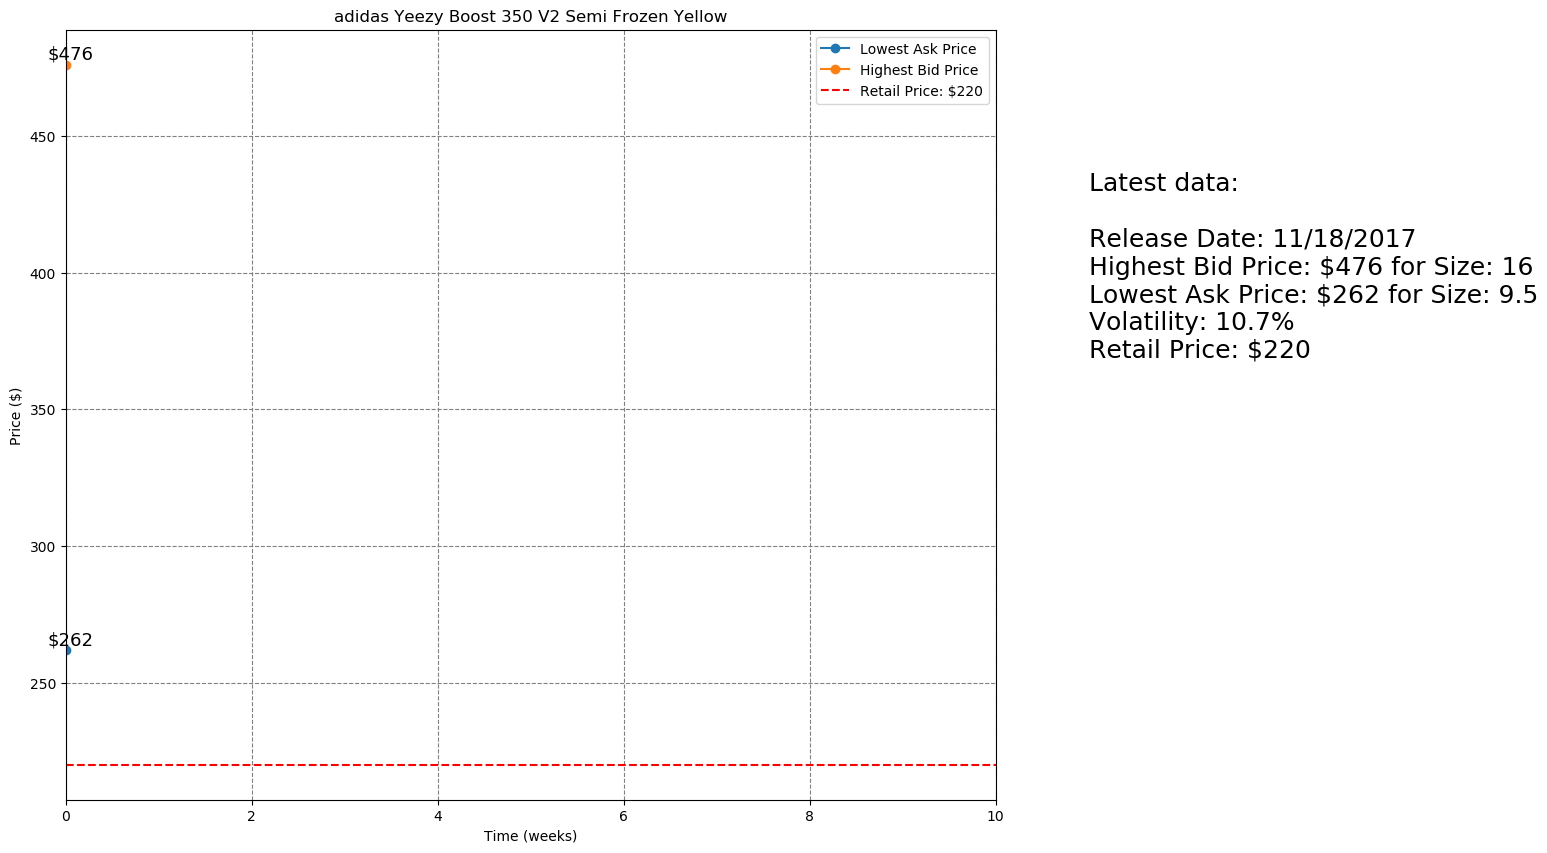 adidas Yeezy Boost 350 V2 Semi Frozen Yellow
$476
Lowest Ask Price
Highest Bid Price
Retail Price: $220
450
400
350
300
250
$262
Price ($)
0 2 4 6 8 10
Time (weeks)
Latest data:
Release Date: 11/18/2017
Highest Bid Price: $476 for Size: 16
Lowest Ask Price: $262 for Size: 9.5
Volatility: 10.7%
Retail Price: $220